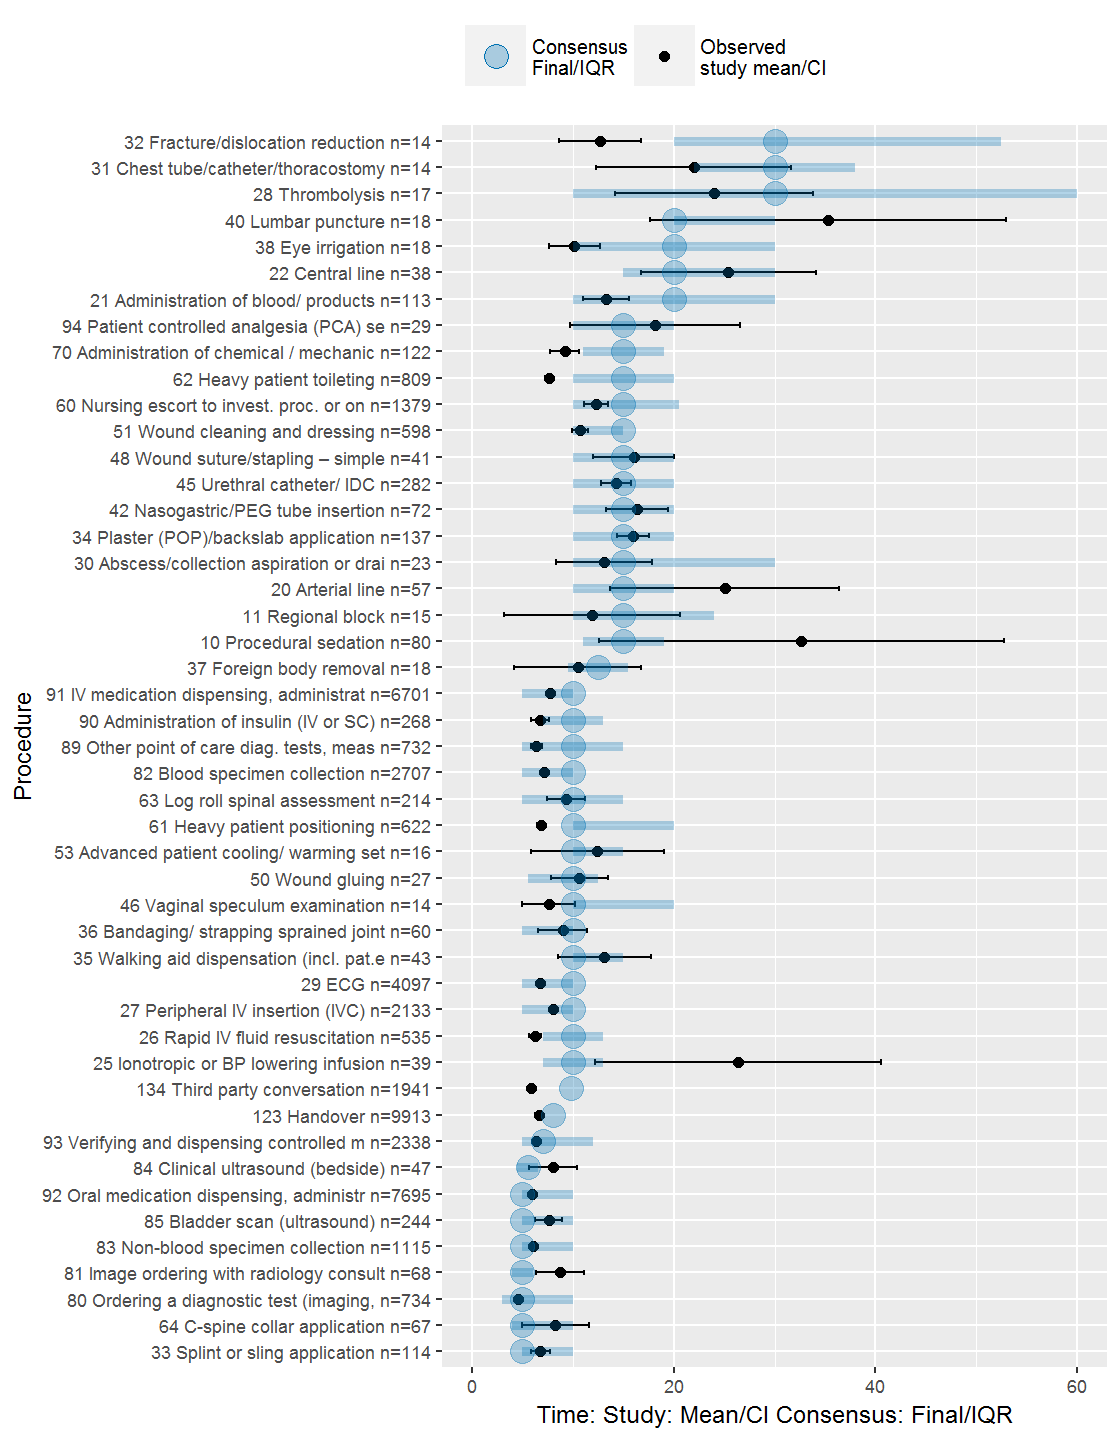 Consensus
Final/IQR
Observed
study mean/CI
Procedure
32 Fracture/dislocation reduction n=14
31 Chest tube/catheter/thoracostomy n=14
28 Thrombolysis n=17
40 Lumbar puncture n=18
38 Eye irrigation n=18
22 Central line n=38
21 Administration of blood/ products n=113
94 Patient controlled analgesia (PCA) se n=29
70 Administration of chemical / mechanic n=122
62 Heavy patient toileting n=809
60 Nursing escort to invest. proc. or on n=1379
51 Wound cleaning and dressing n=598
48 Wound suture/stapling – simple n=41
45 Urethral catheter/ IDC n=282
42 Nasogastric/PEG tube insertion n=72
34 Plaster (POP)/backslab application n=137
30 Abscess/collection aspiration or drai n=23
20 Arterial line n=57
11 Regional block n=15
10 Procedural sedation n=80
37 Foreign body removal n=18
91 IV medication dispensing, administrat n=6701
90 Administration of insulin (IV or SC) n=268
89 Other point of care diag. tests, meas n=732
82 Blood specimen collection n=2707
63 Log roll spinal assessment n=214
61 Heavy patient positioning n=622
53 Advanced patient cooling/ warming set n=16
50 Wound gluing n=27
46 Vaginal speculum examination n=14
36 Bandaging/ strapping sprained joint n=60
35 Walking aid dispensation (incl. pat.e n=43
29 ECG n=4097
27 Peripheral IV insertion (IVC) n=2133
26 Rapid IV fluid resuscitation n=535
25 Ionotropic or BP lowering infusion n=39
134 Third party conversation n=1941
123 Handover n=9913
93 Verifying and dispensing controlled m n=2338
84 Clinical ultrasound (bedside) n=47
92 Oral medication dispensing, administr n=7695
85 Bladder scan (ultrasound) n=244
83 Non-blood specimen collection n=1115
81 Image ordering with radiology consult n=68
80 Ordering a diagnostic test (imaging, n=734
64 C-spine collar application n=67
33 Splint or sling application n=114
0 20 40 60
Time: Study: Mean/CI Consensus: Final/IQR